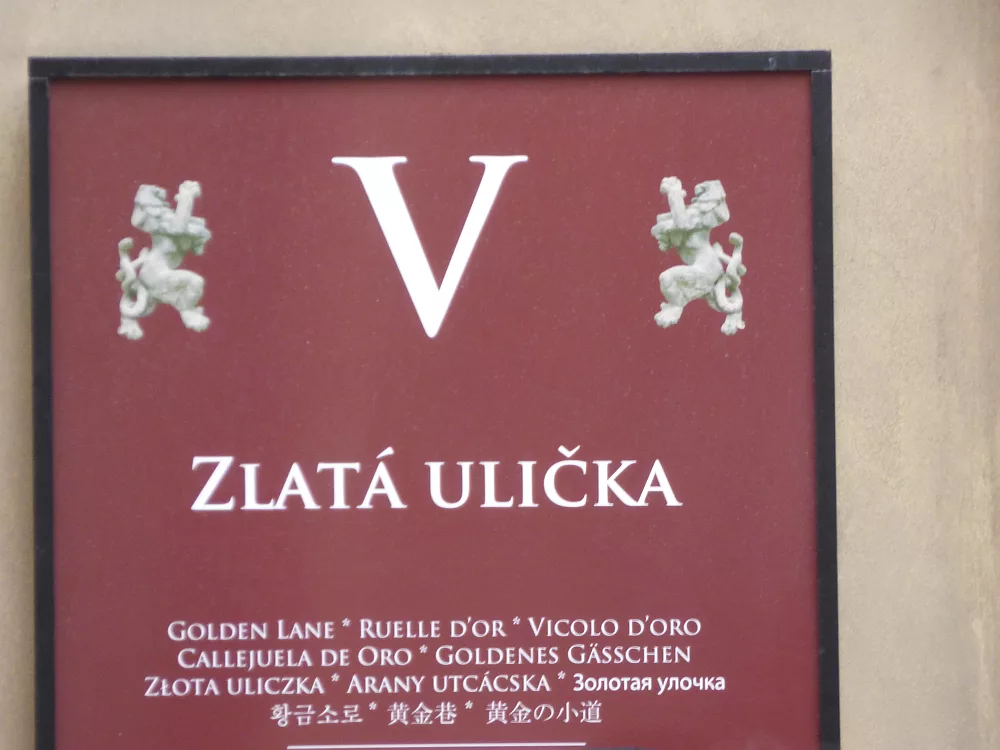 V
ZLATÁ ULIČKA
GOLDEN LANE * RUELLE D'OR * VICOLO D'ORO
CALLEJUELA DE ORO * GOLDENES GÄSSCHEN
ZŁOTA ULICZKA * ARANY UTCÁCSKA * Золотая улочка
황금소로 * 黄金巷 * 黄金の小道